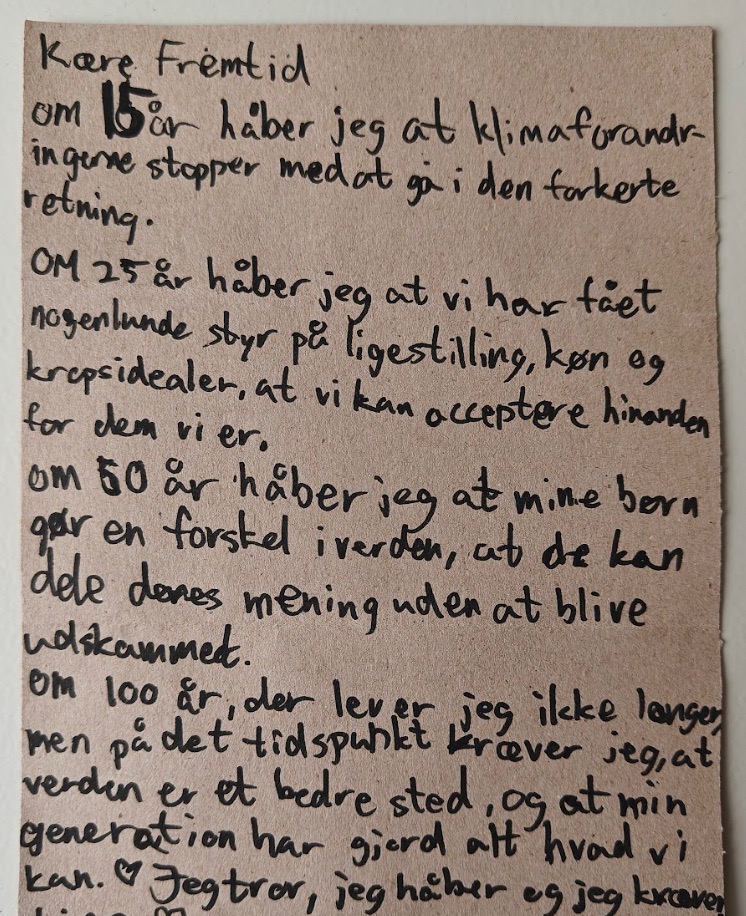 Kære Fremtid
om 15 år håber jeg at klimaforandr-
ingerne stopper med at gå i den forkerte
retning.
OM 25 år håber jeg at vi har fået
nogenlunde styr på ligestilling, køn og
kropsidealer, at vi kan acceptere hinanden
for dem vi er.
om 50 år håber jeg at mine børn
gør en forskel i verden, at de kan
dele denes mening uden at blive
udskammet.
om 100 år, der lever jeg ikke længer,
men på det tidspunkt kræver jeg, at
verden er et bedre sted, og at min
generation har gjord alt hvad vi
kan. ♡ Jeg tror, jeg håber og jeg kræver